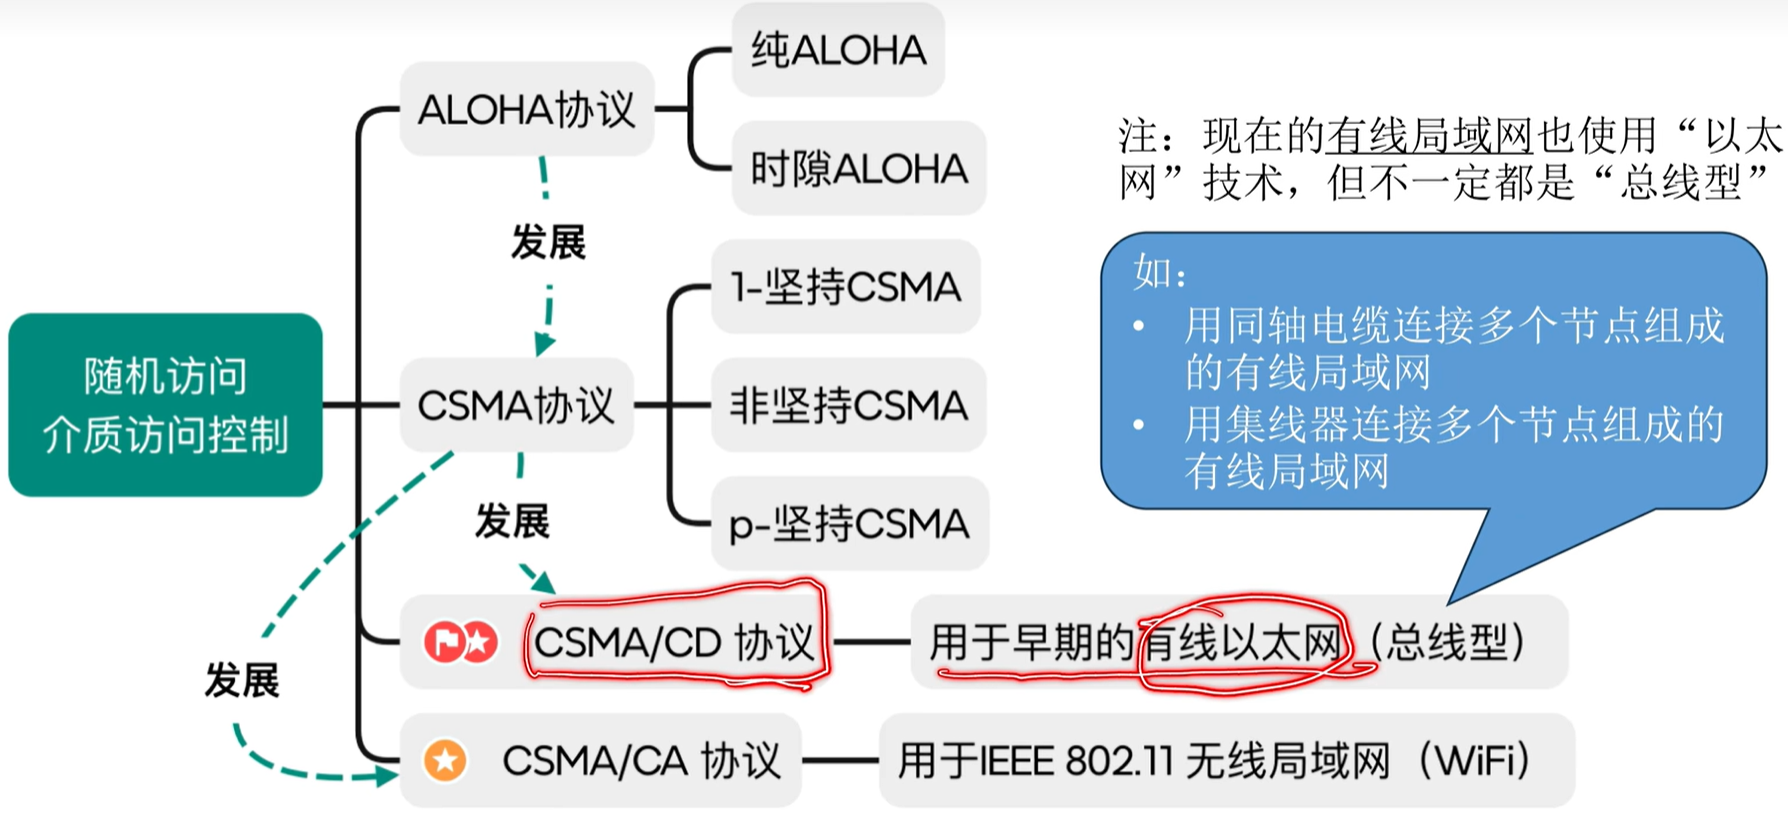 纯ALOHA
ALOHA协议
时隙ALOHA
注：现在的有线局域网也使用“以太
网”技术，但不一定都是“总线型”
发展
如：
• 用同轴电缆连接多个节点组成
的有线局域网
• 用集线器连接多个节点组成的
有线局域网
1-坚持CSMA
随机访问
介质访问控制
CSMA协议
非坚持CSMA
p-坚持CSMA
发展
CSMA/CD 协议
用于早期的有线以太网（总线型）
发展
CSMA/CA 协议
用于IEEE 802.11 无线局域网（WiFi）